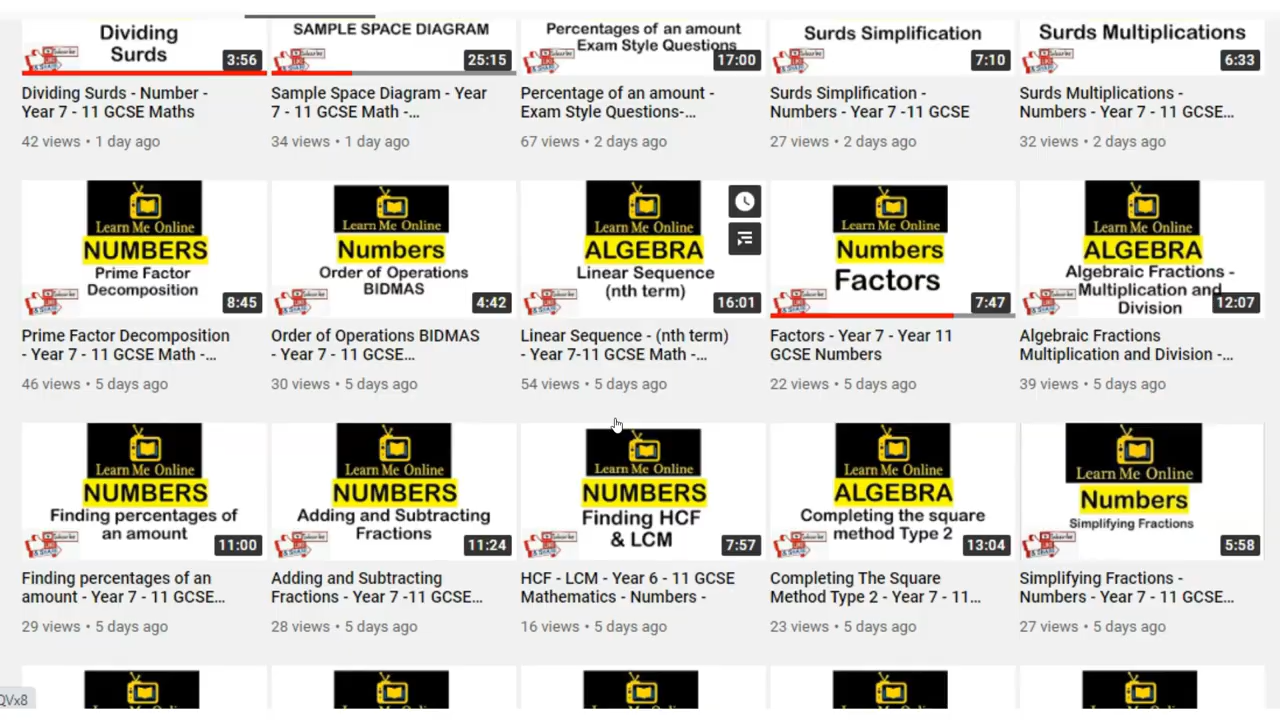 Dividing
Surds
3:56
SAMPLE SPACE DIAGRAM
25:15
Percentages of an amount
Exam Style Questions
17:00
Surds Simplification
7:10
Surds Multiplications
6:33
Dividing Surds - Number -
Year 7 - 11 GCSE Maths
42 views • 1 day ago
Sample Space Diagram - Year
7 - 11 GCSE Math -...
34 views • 1 day ago
Percentage of an amount -
Exam Style Questions-...
67 views • 2 days ago
Surds Simplification -
Numbers - Year 7 -11 GCSE
27 views • 2 days ago
Surds Multiplications -
Numbers - Year 7 - 11 GCSE...
32 views • 2 days ago
Learn Me Online
NUMBERS
Prime Factor
Decomposition
8:45
Learn Me Online
Numbers
Order of Operations
BIDMAS
4:42
Learn Me Online
ALGEBRA
Linear Sequence
(nth term)
16:01
Learn Me Online
Numbers
Factors
7:47
Learn Me Online
ALGEBRA
Algebraic Fractions -
Multiplication and
Division
12:07
Prime Factor Decomposition
- Year 7 - 11 GCSE Math -...
46 views • 5 days ago
Order of Operations BIDMAS
- Year 7 - 11 GCSE...
30 views • 5 days ago
Linear Sequence - (nth term)
- Year 7-11 GCSE Math -...
54 views • 5 days ago
Factors - Year 7 - Year 11
GCSE Numbers
22 views • 5 days ago
Algebraic Fractions
Multiplication and Division -...
39 views • 5 days ago
Learn Me Online
NUMBERS
Finding percentages of
an amount
11:00
Learn Me Online
NUMBERS
Adding and Subtracting
Fractions
11:24
Learn Me Online
NUMBERS
Finding HCF
& LCM
7:57
Learn Me Online
ALGEBRA
Completing the square
method Type 2
13:04
Learn Me Online
Numbers
Simplifying Fractions
5:58
Finding percentages of an
amount - Year 7 - 11 GCSE...
29 views • 5 days ago
Adding and Subtracting
Fractions - Year 7 -11 GCSE...
28 views • 5 days ago
HCF - LCM - Year 6 - 11 GCSE
Mathematics - Numbers -
16 views • 5 days ago
Completing The Square
Method Type 2 - Year 7 - 11...
23 views • 5 days ago
Simplifying Fractions -
Numbers - Year 7 - 11 GCSE...
27 views • 5 days ago
QVx8